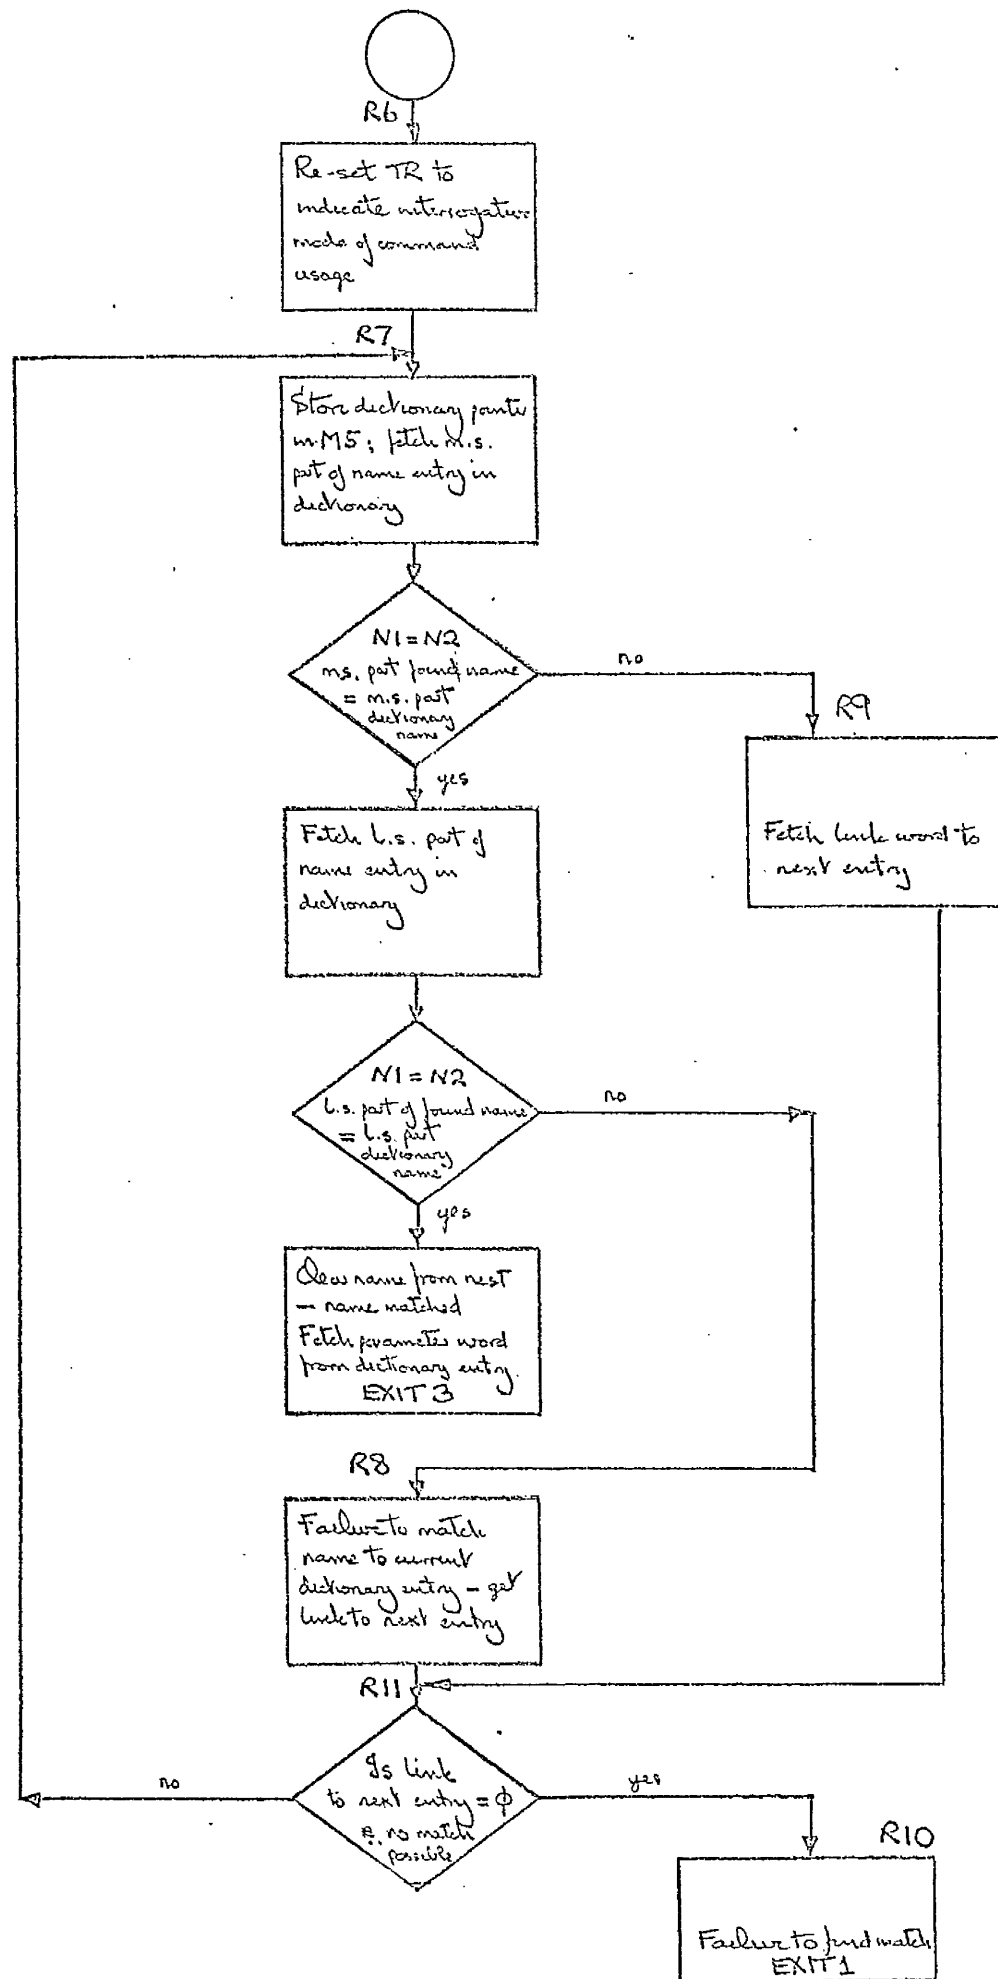 R6
Re-set TR to
indicate interrogative
mode of command
usage
R7
Store dictionary pointer
in M5; fetch m.s.
part of name entry in
dictionary
N1=N2
ms. part found name
= m.s. part
dictionary
name
no
yes
R9
Fetch link word to
next entry
Fetch l.s. part of
name entry in
dictionary
N1=N2
l.s. part of found name
= l.s. part
dictionary
name
no
yes
Clear name from nest
— name matched
Fetch parameter word
from dictionary entry.
EXIT 3
R8
Failure to match
name to current
dictionary entry – get
link to next entry
R11
Is link
to next entry = ϕ
∴ no match
possible
no
yes
R10
Failure to find match
EXIT 1